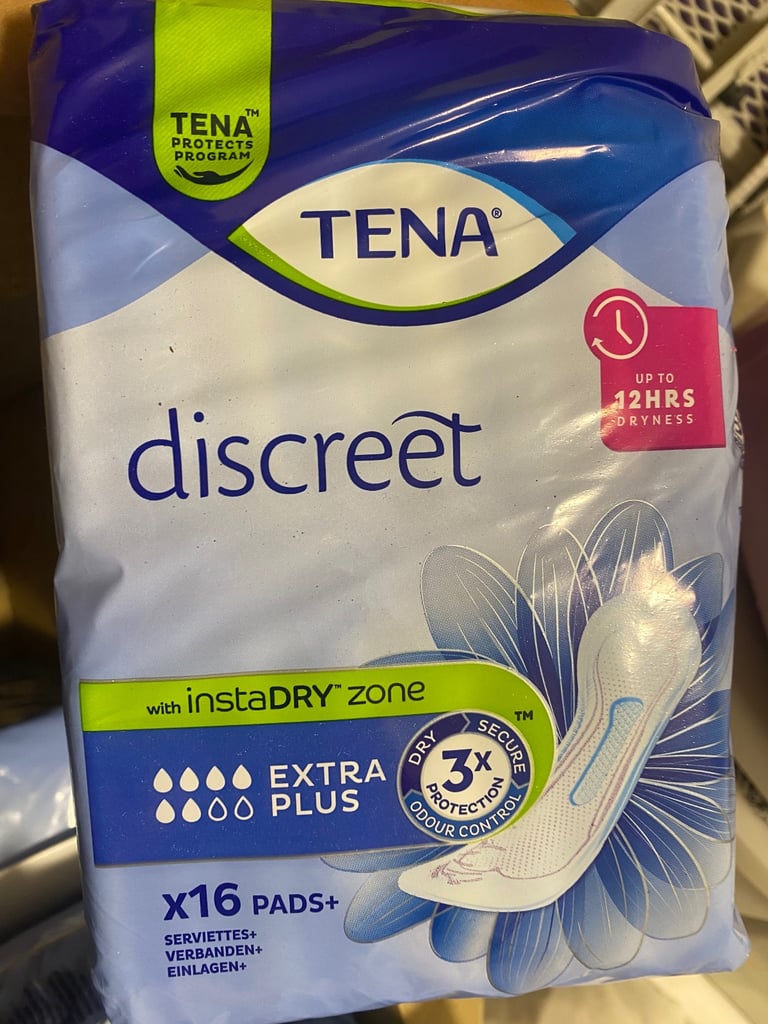 TENA™
PROTECTS
PROGRAM
TENA®
UP TO
12HRS
DRYNESS
discreet
with instaDRY™ zone
EXTRA
PLUS
DRY
SECURE
3x
PROTECTION
ODOUR CONTROL
™
x16 PADS+
SERVIETTES+
VERBANDEN+
EINLAGEN+